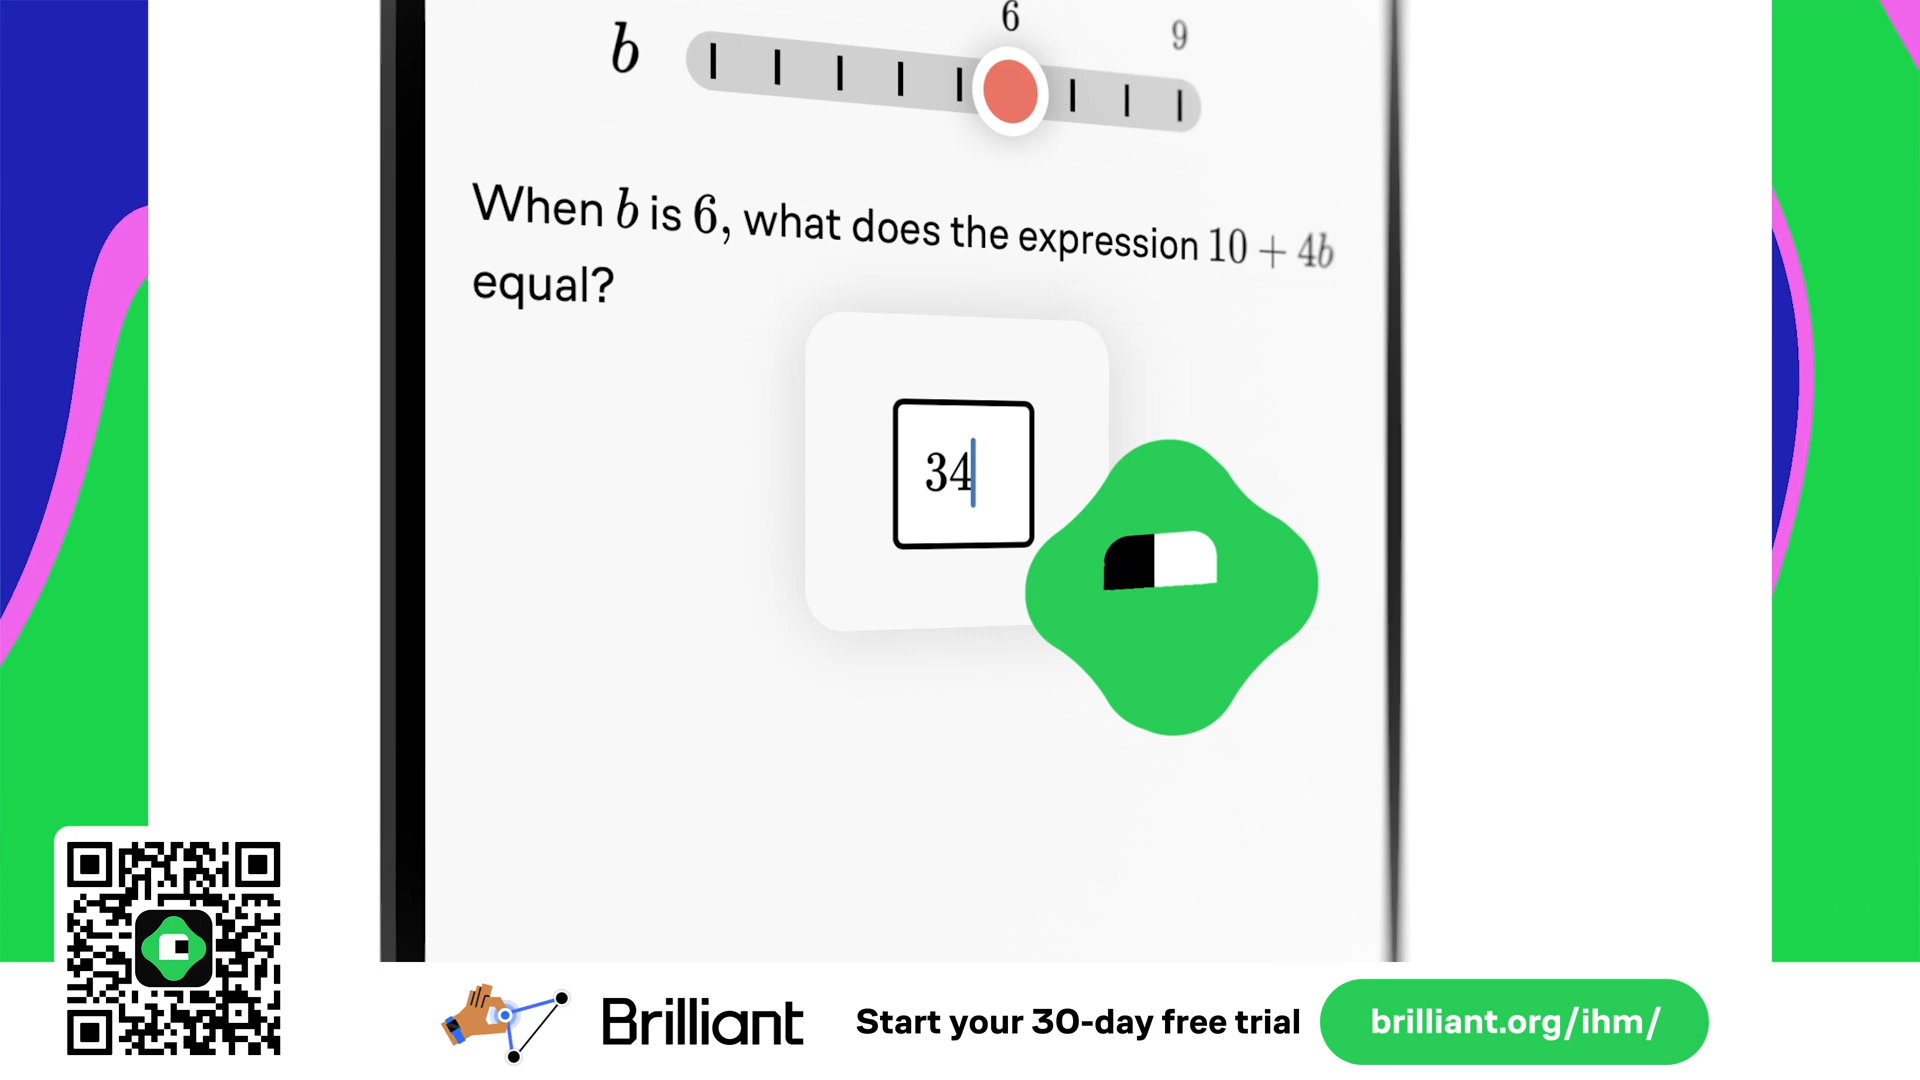 6
9
b
When b is 6, what does the expression 10 + 4b
equal?
34
Brilliant
Start your 30-day free trial
brilliant.org/ihm/